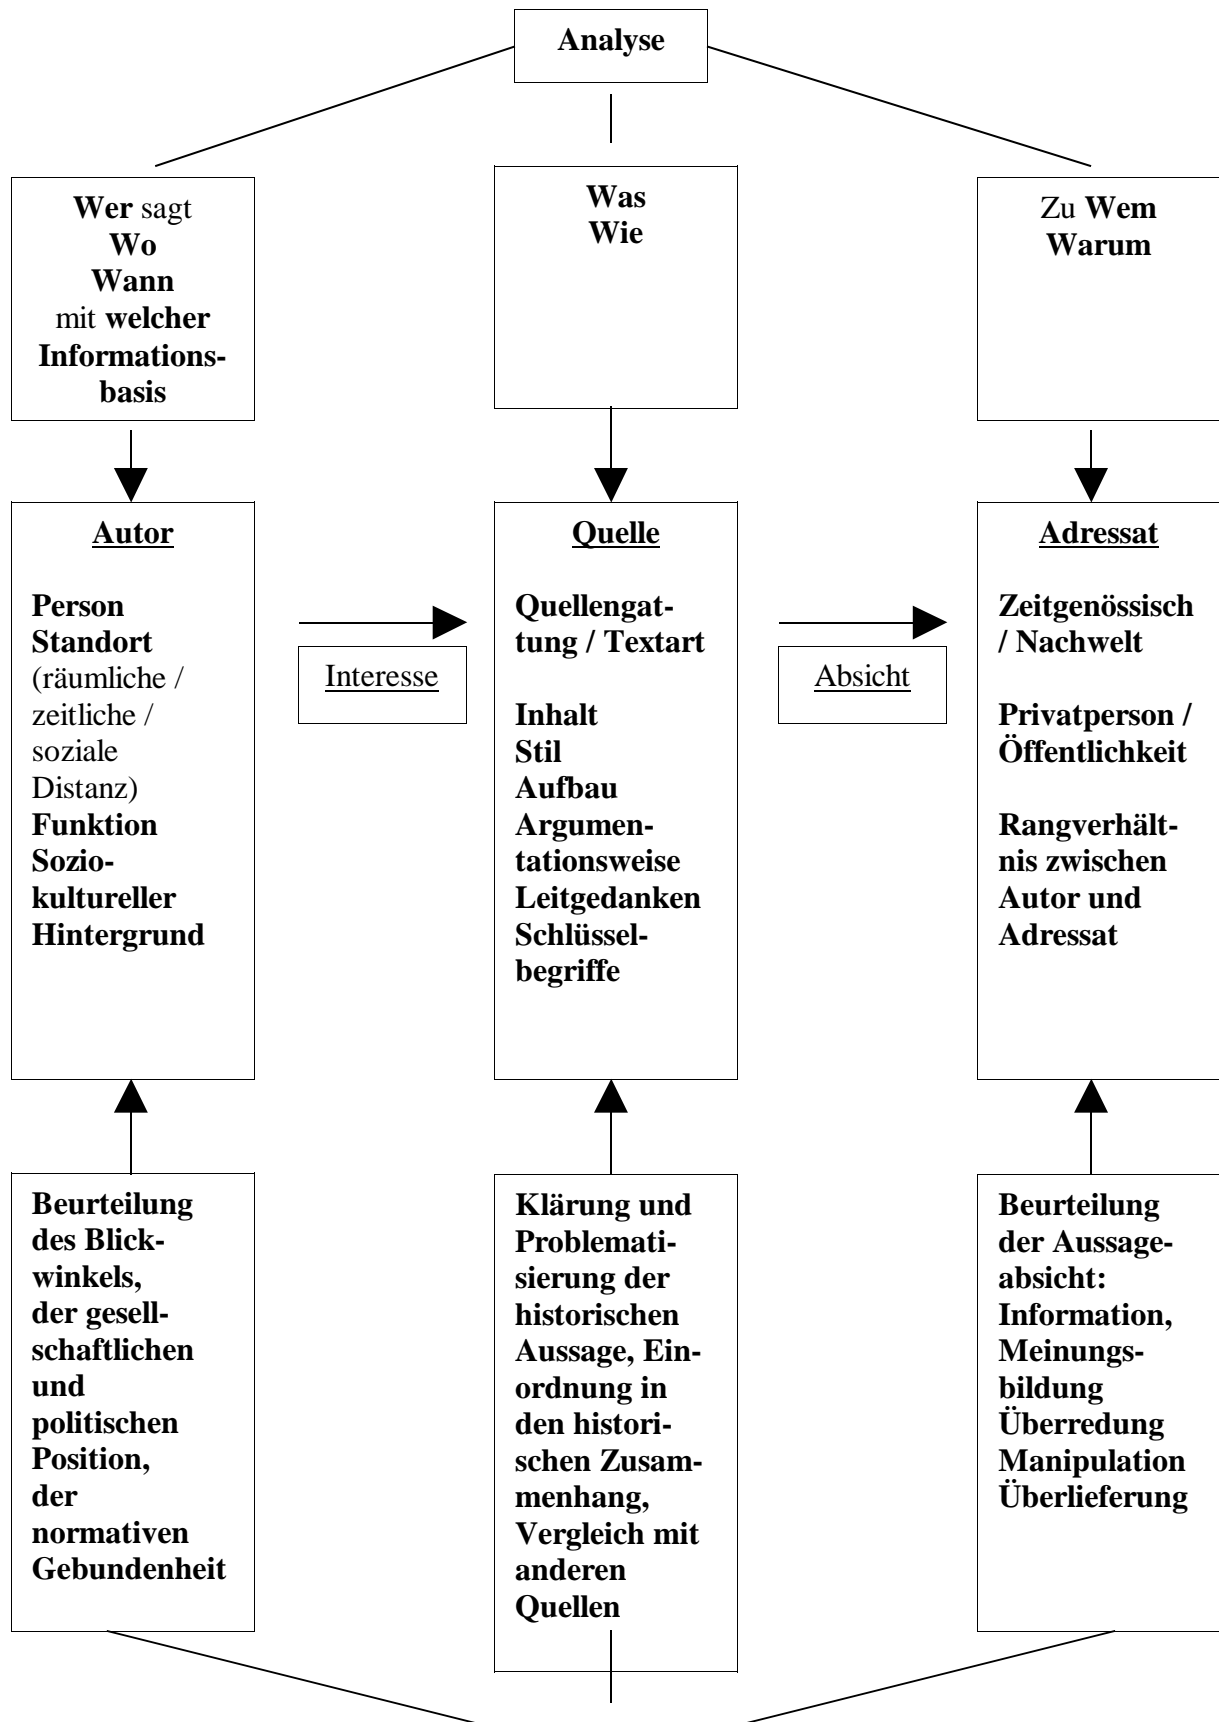 Analyse
Wer sagt
Wo
Wann
mit welcher
Informations-
basis
Was
Wie
Zu Wem
Warum
Autor
Person
Standort
(räumliche /
zeitliche /
soziale
Distanz)
Funktion
Sozio-
kultureller
Hintergrund
Interesse
Quelle
Quellengat-
tung / Textart
Inhalt
Stil
Aufbau
Argumen-
tationsweise
Leitgedanken
Schlüssel-
begriffe
Absicht
Adressat
Zeitgenössisch
/ Nachwelt
Privatperson /
Öffentlichkeit
Rangverhält-
nis zwischen
Autor und
Adressat
Beurteilung
des Blick-
winkels,
der gesell-
schaftlichen
und
politischen
Position,
der
normativen
Gebundenheit
Klärung und
Problemati-
sierung der
historischen
Aussage, Ein-
ordnung in
den histori-
schen Zusam-
menhang,
Vergleich mit
anderen
Quellen
Beurteilung
der Aussage-
absicht:
Information,
Meinungs-
bildung
Überredung
Manipulation
Überlieferung